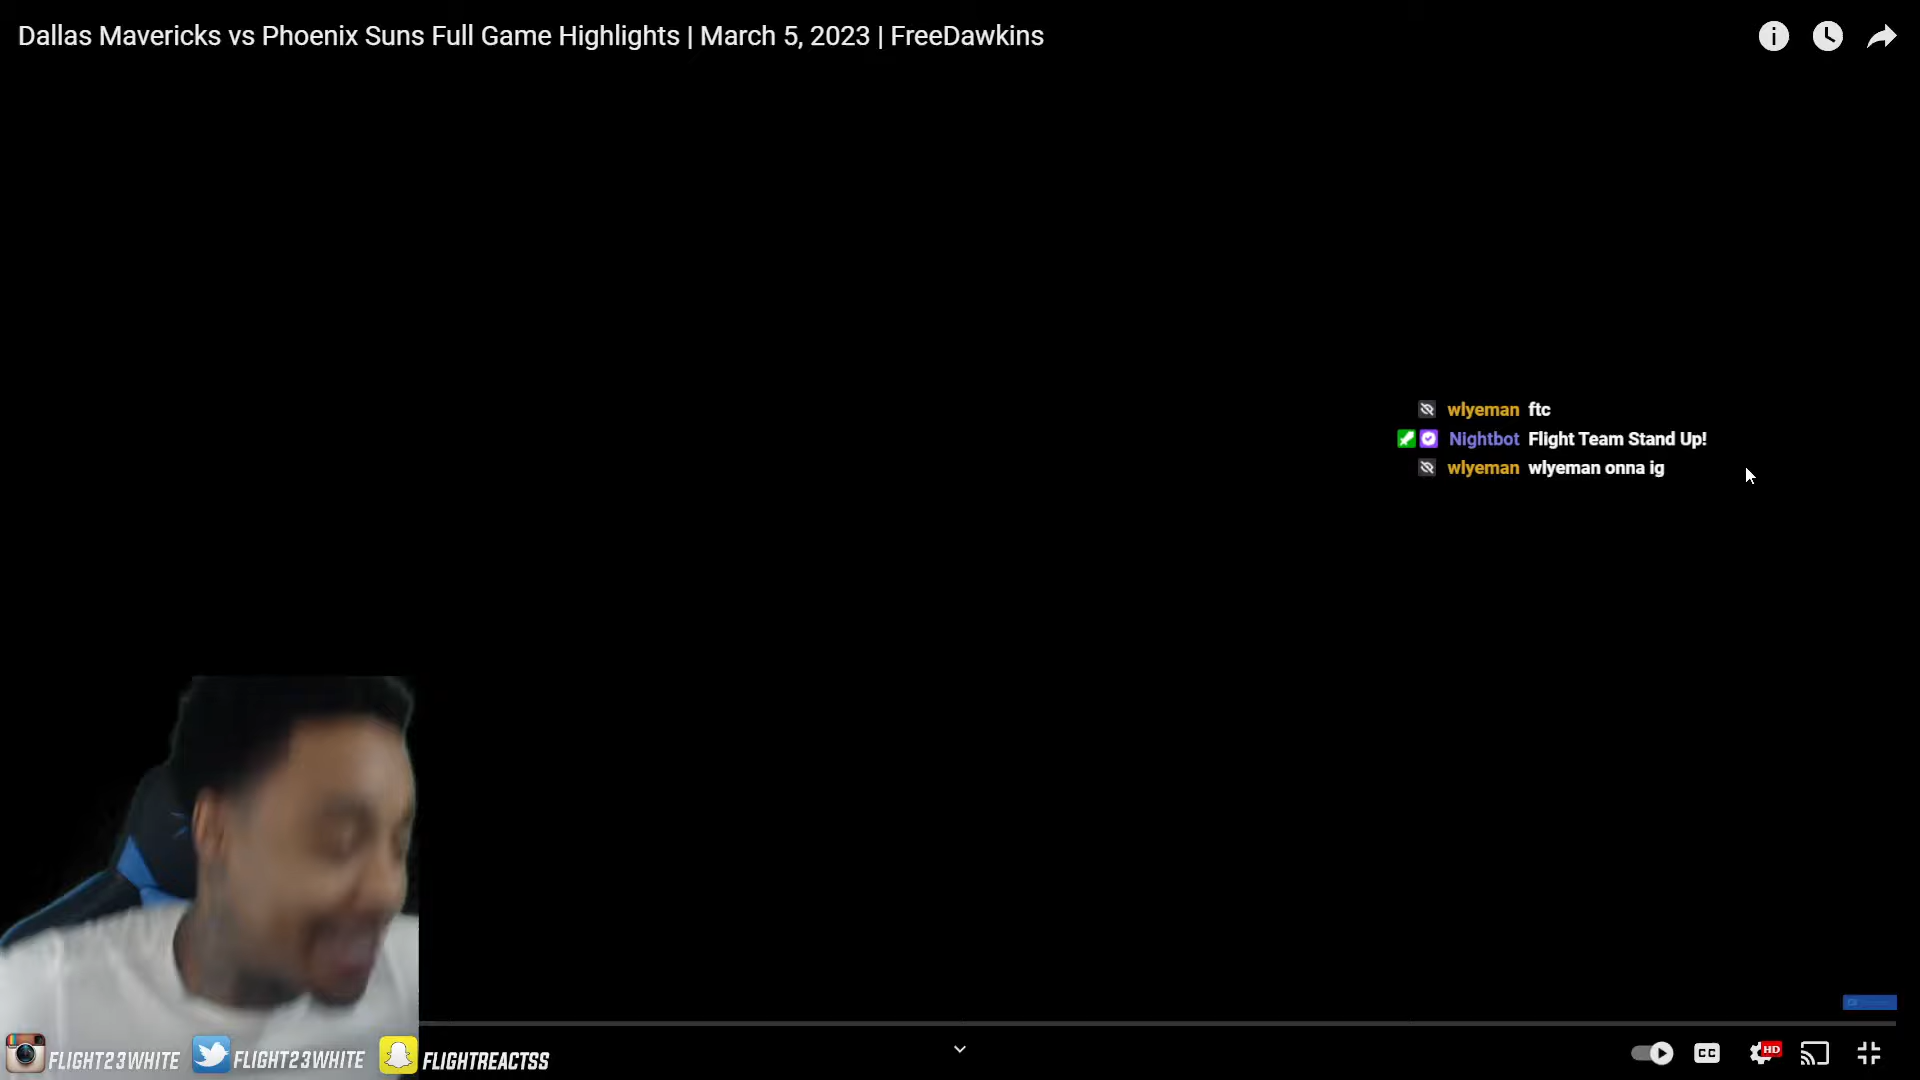 Dallas Mavericks vs Phoenix Suns Full Game Highlights | March 5, 2023 | FreeDawkins
wlyeman ftc
Nightbot Flight Team Stand Up!
wlyeman wlyeman onna ig
FLIGHT23WHITE FLIGHT23WHITE FLIGHTREACTSS
CC HD